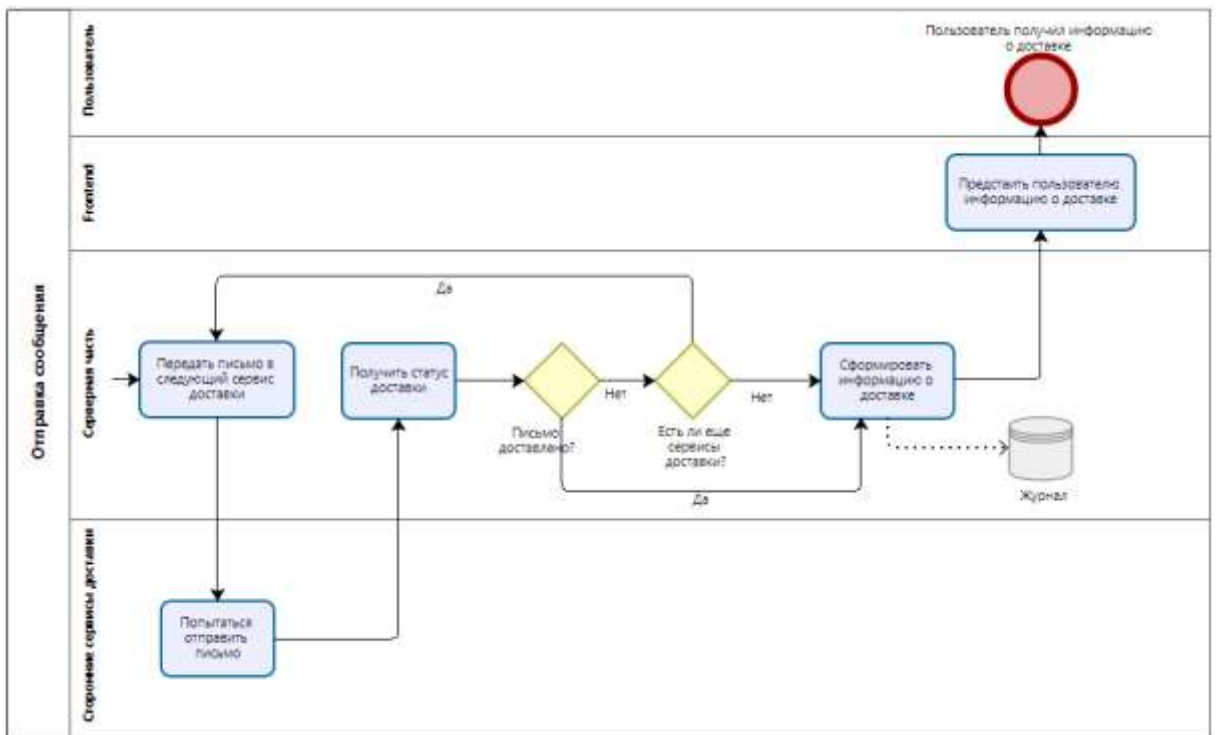 Отправка сообщения
Пользователь
Пользователь получил информацию
о доставке
Frontend
Предствить пользователю
информацию о доставке
Серверная часть
Да
Передать письмо в
следующий сервис
доставки
Получить статус
доставки
Нет
Нет
Сформировать
информацию о
доставке
Письмо
доставлено?
Есть ли еще
сервисы
доставки?
Да
Журнал
Сторонние сервисы доставки
Попытаться
отправить
письмо